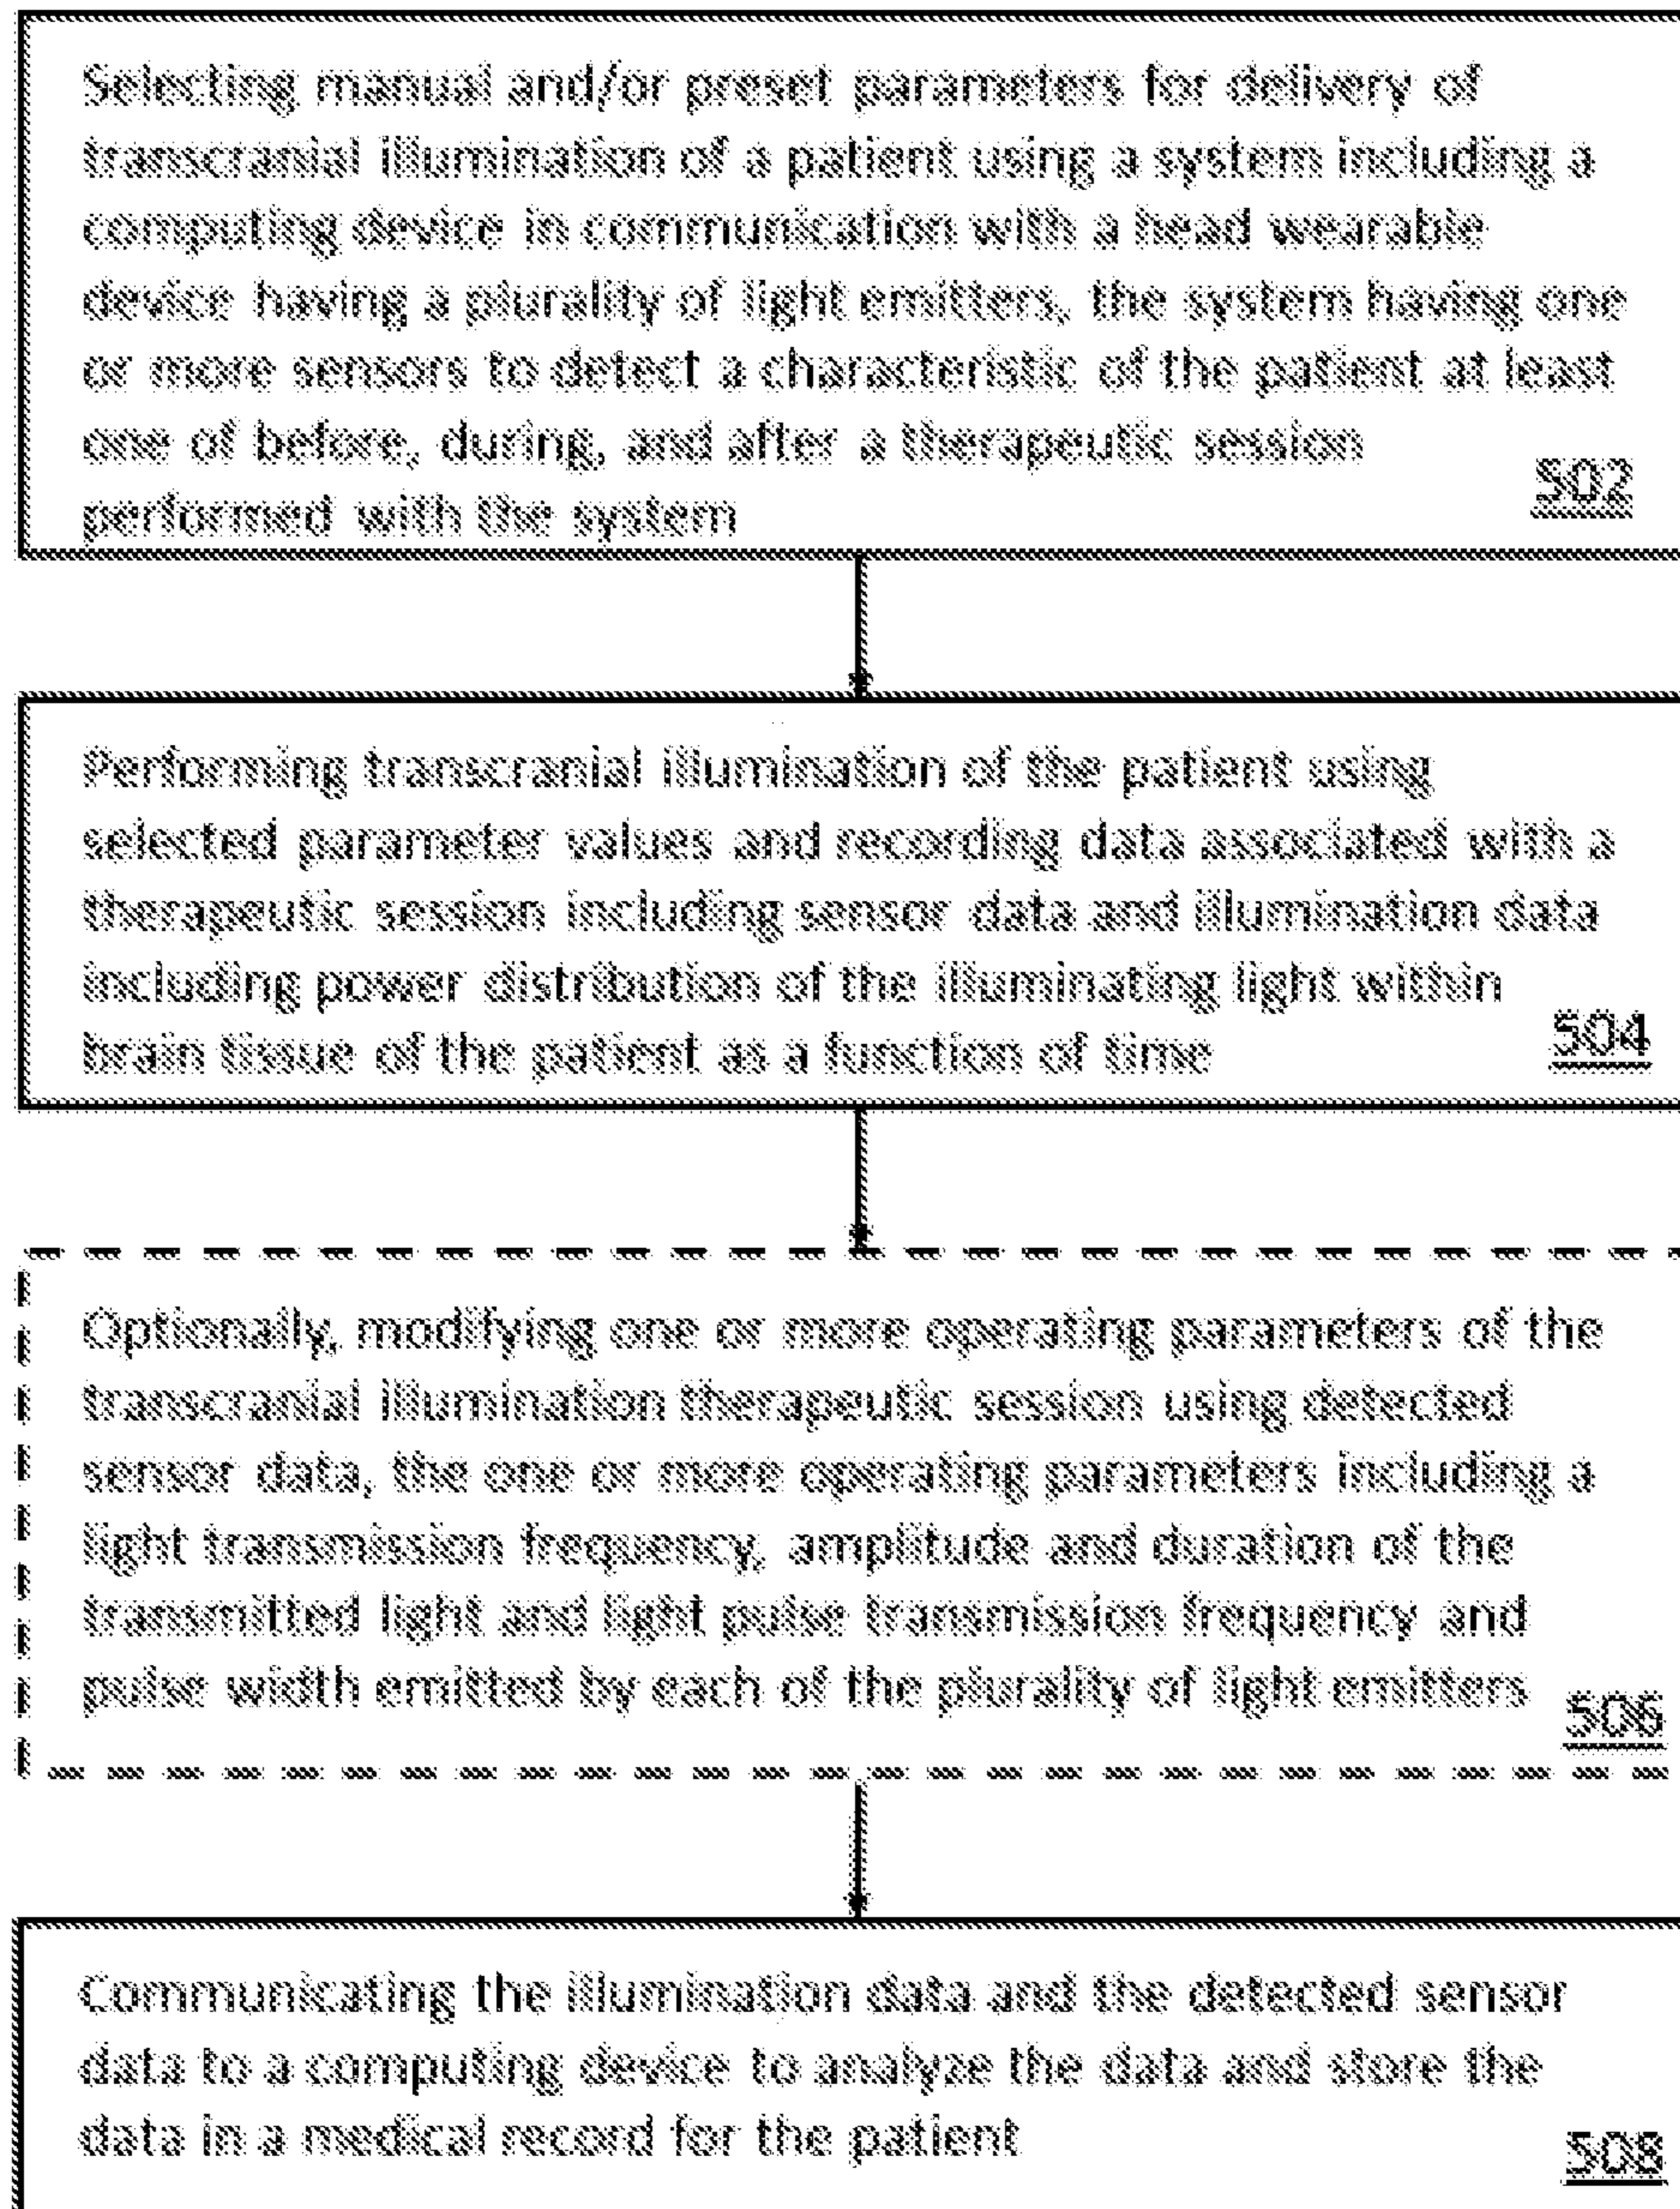 Selecting manual and/or preset parameters for delivery of
transcranial illumination of a patient using a system including a
computing device in communication with a head wearable
device having a plurality of light emitters, the system having one
or more sensors to detect a characteristic of the patient at least
one of before, during, and after a therapeutic session
performed with the system
502
Performing transcranial illumination of the patient using
selected parameter values and recording data associated with a
therapeutic session including sensor data and illumination data
including power distribution of the illuminating light within
brain tissue of the patient as a function of time
504
Optionally, modifying one or more operating parameters of the
transcranial illumination therapeutic session using detected
sensor data, the one or more operating parameters including a
light transmission frequency, amplitude and duration of the
transmitted light and light pulse transmission frequency and
pulse width emitted by each of the plurality of light emitters
506
Communicating the illumination data and the detected sensor
data to a computing device to analyze the data and store the
data in a medical record for the patient
508